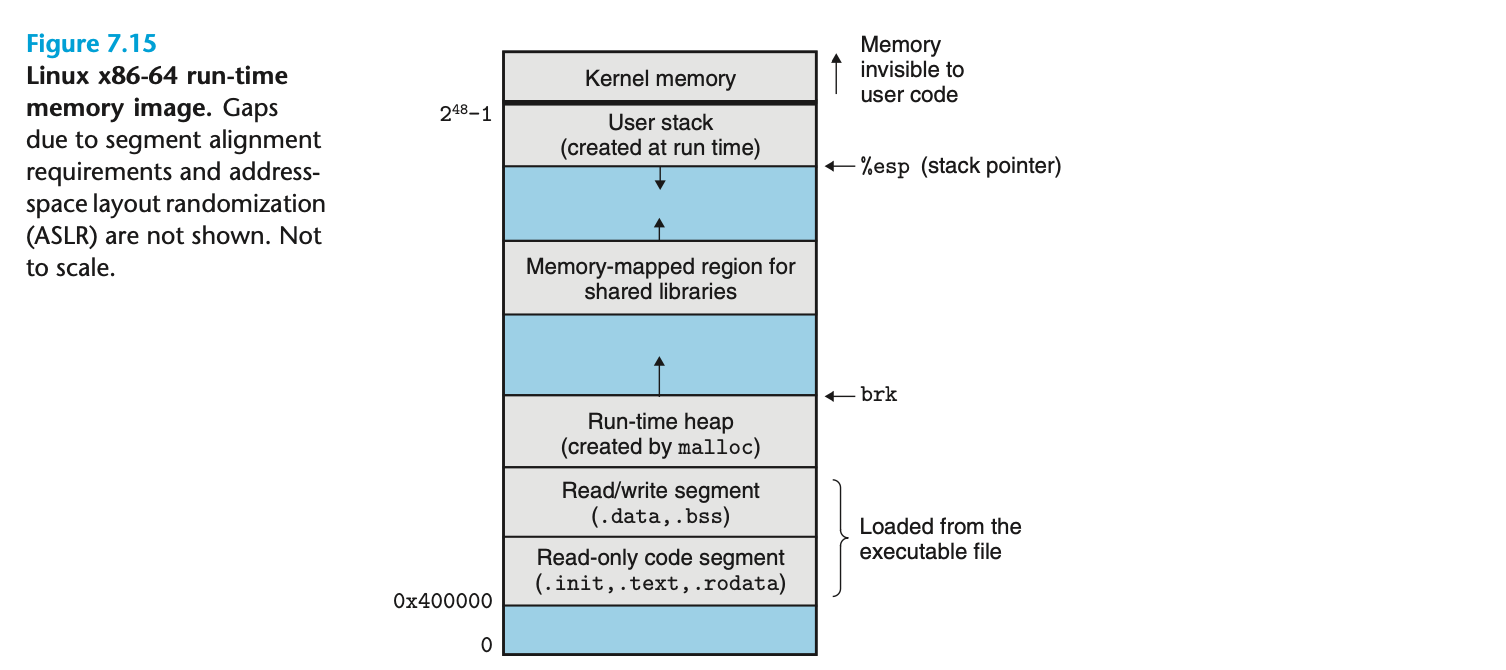 Figure 7.15
Linux x86-64 run-time
memory image. Gaps
due to segment alignment
requirements and address-
space layout randomization
(ASLR) are not shown. Not
to scale.
Memory
invisible to
user code
Kernel memory
2⁴⁸−1
User stack
(created at run time)
%esp (stack pointer)
Memory-mapped region for
shared libraries
brk
Run-time heap
(created by malloc)
Read/write segment
(.data,.bss)
Loaded from the
executable file
Read-only code segment
(.init,.text,.rodata)
0x400000
0